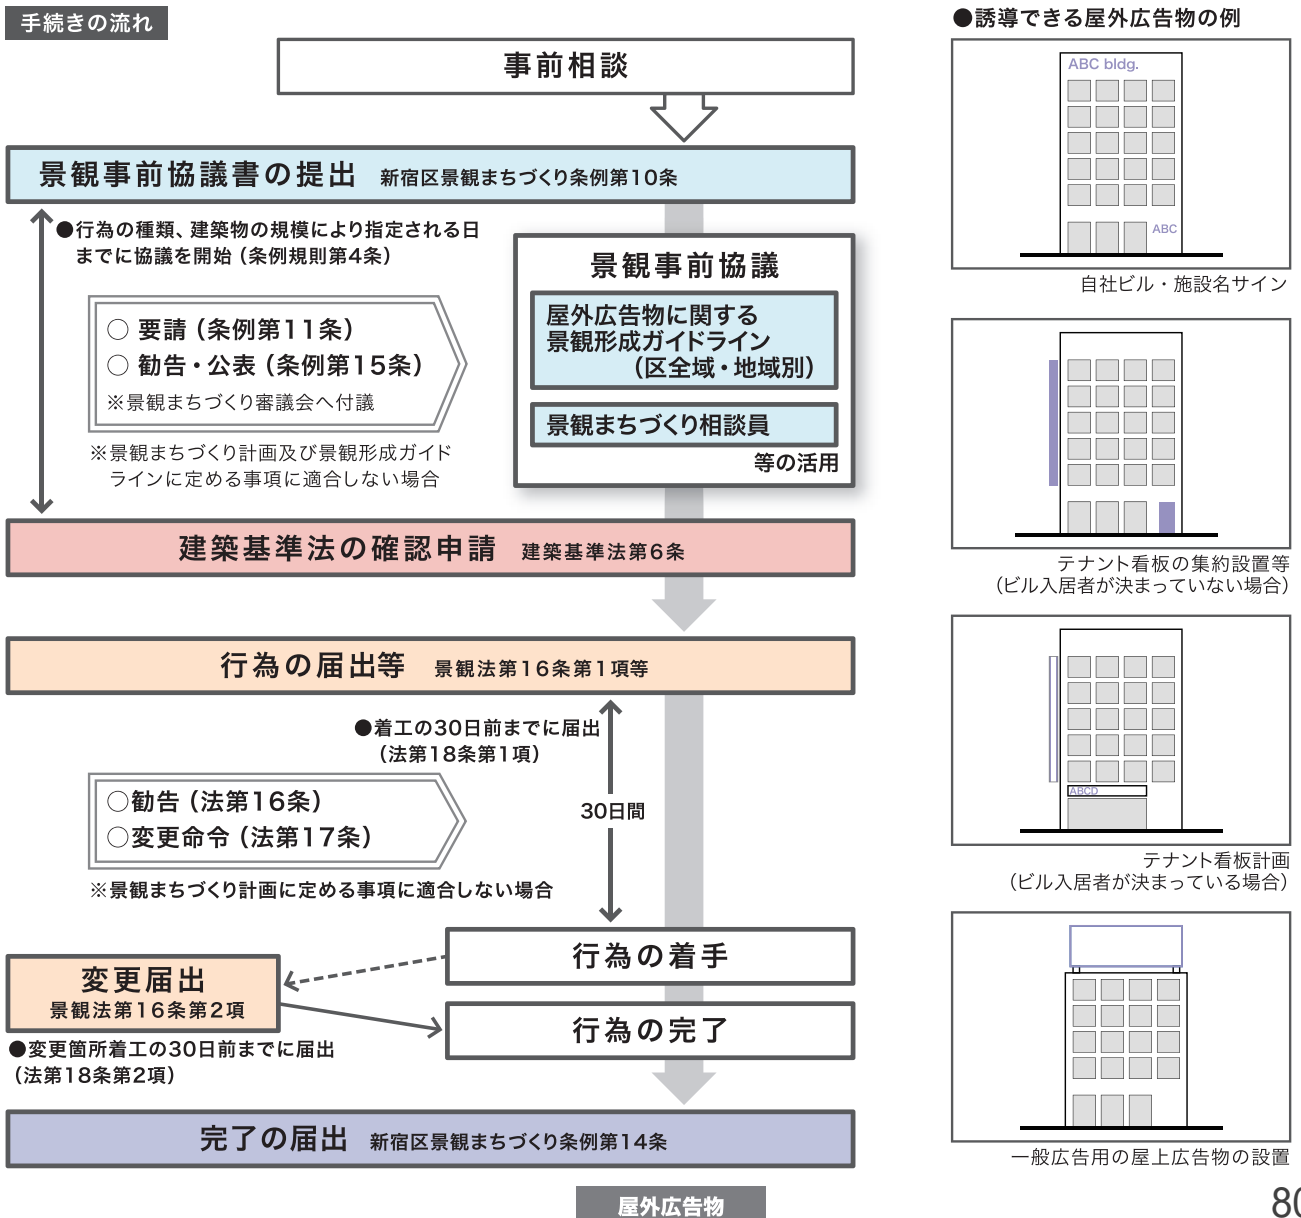 手続きの流れ
事前相談
景観事前協議書の提出 新宿区景観まちづくり条例第10条
●行為の種類、建築物の規模により指定される日
までに協議を開始（条例規則第4条）
○ 要請（条例第11条）
○ 勧告・公表（条例第15条）
※景観まちづくり審議会へ付議
※景観まちづくり計画及び景観形成ガイド
ラインに定める事項に適合しない場合
景観事前協議
屋外広告物に関する
景観形成ガイドライン
（区全域・地域別）
景観まちづくり相談員
等の活用
建築基準法の確認申請 建築基準法第6条
行為の届出等 景観法第16条第1項等
●着工の30日前までに届出
（法第18条第1項）
30日間
○勧告（法第16条）
○変更命令（法第17条）
※景観まちづくり計画に定める事項に適合しない場合
行為の着手
変更届出
景観法第16条第2項
行為の完了
●変更箇所着工の30日前までに届出
（法第18条第2項）
完了の届出 新宿区景観まちづくり条例第14条
●誘導できる屋外広告物の例
ABC bldg.
ABC
自社ビル・施設名サイン
テナント看板の集約設置等
（ビル入居者が決まっていない場合）
ABCD
テナント看板計画
（ビル入居者が決まっている場合）
一般広告用の屋上広告物の設置
屋外広告物
80